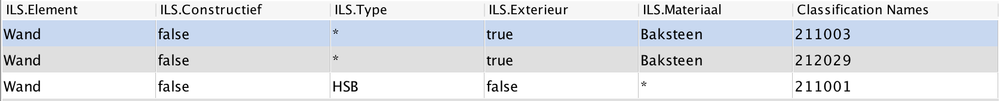 ILS.Element ILS.Constructief ILS.Type ILS.Exterieur ILS.Materiaal Classification Names
Wand false * true Baksteen 211003
Wand false * true Baksteen 212029
Wand false HSB false * 211001